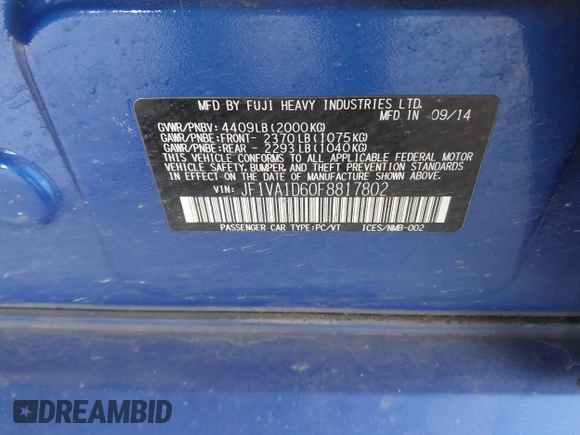 MFD BY FUJI HEAVY INDUSTRIES LTD.
MFD IN 09/14
GVWR/PNBV: 4409LB(2000KG)
GAWR/PNBE:FRONT- 2370LB(1075KG)
GAWR/PNBE:REAR - 2293LB(1040KG)
THIS VEHICLE CONFORMS TO ALL APPLICABLE FEDERAL MOTOR
VEHICLE SAFETY,BUMPER,AND THEFT PREVENTION STANDARDS
IN EFFECT ON THE DATE OF MANUFACTURE SHOWN ABOVE.
VIN: JF1VA1D60F8817802
PASSENGER CAR TYPE:PC/VT ICES/NMB-002
DREAMBID